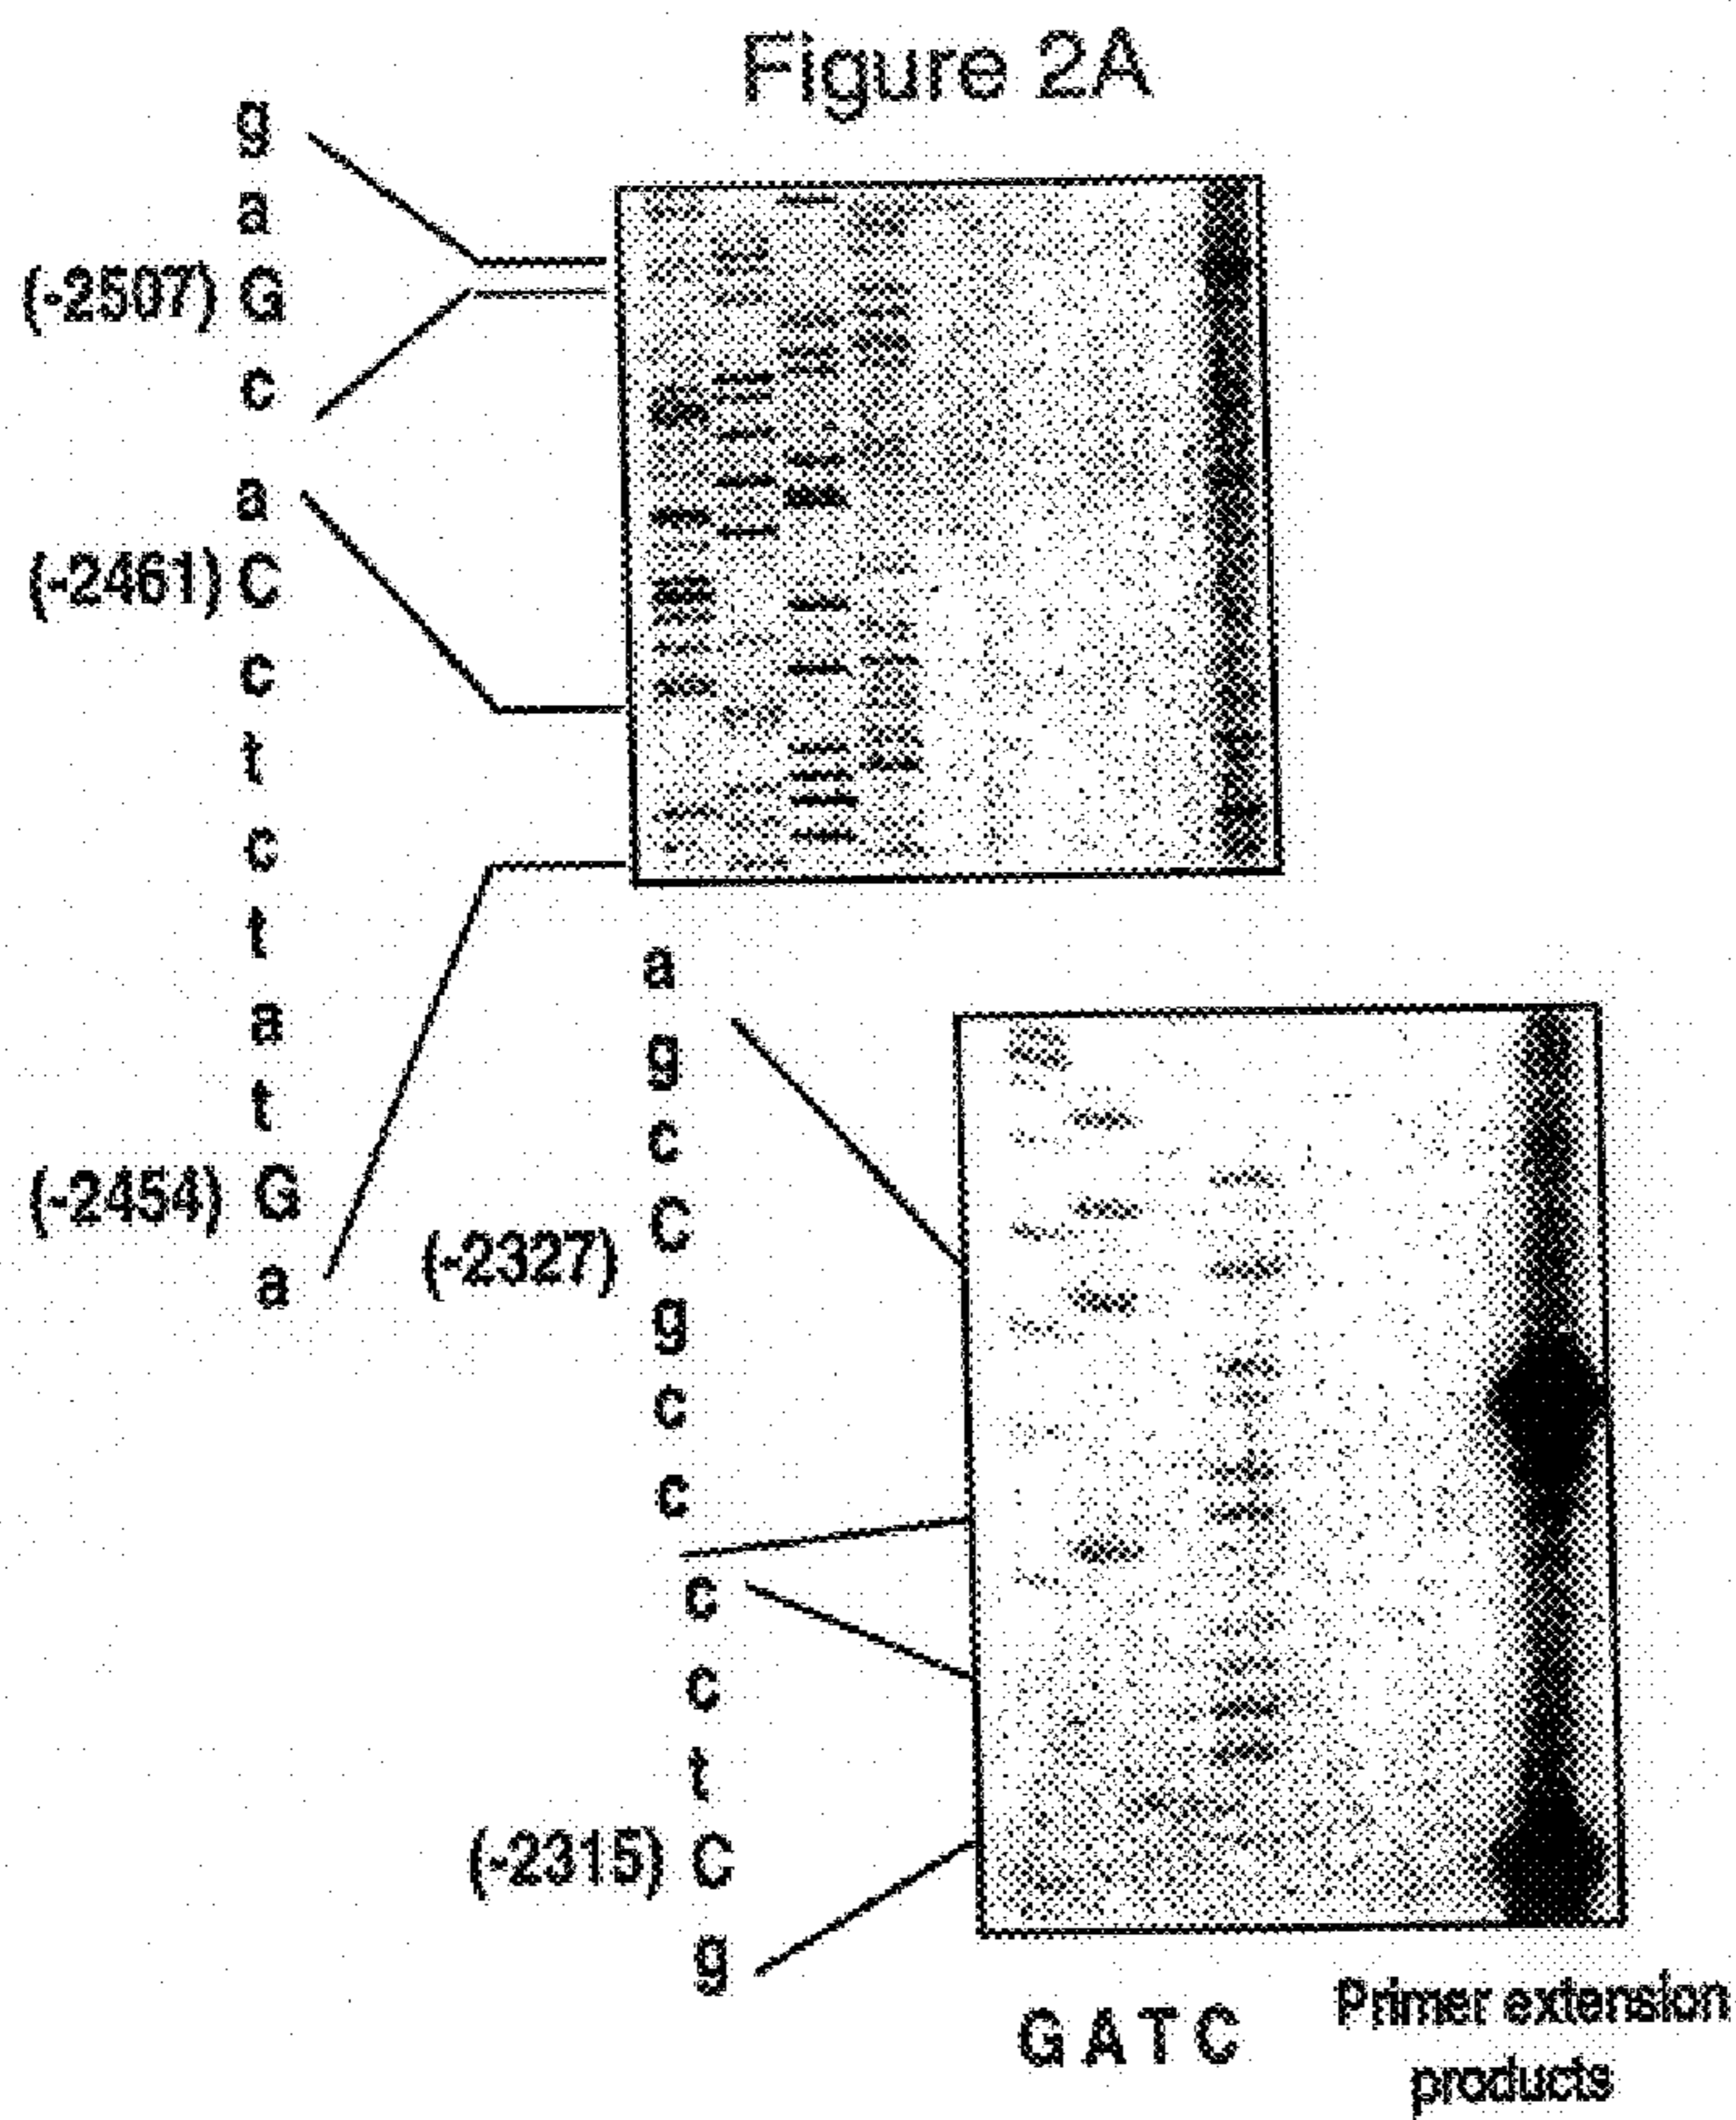 Figure 2A
g
a
(-2507) G
c
a
(-2461) C
c
t
c
t
a
t
(-2454) G
a
a
g
c
(-2327) C
g
c
c
c
c
t
(-2315) C
g
G A T C
Primer extension
products